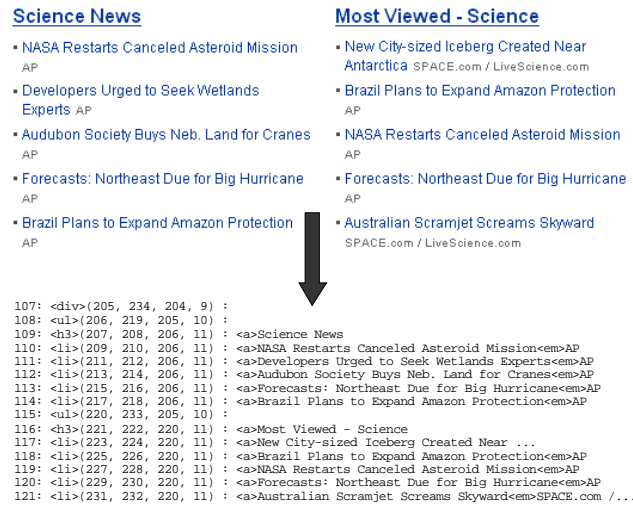 Science News
▪ NASA Restarts Canceled Asteroid Mission
AP
▪ Developers Urged to Seek Wetlands
Experts AP
▪ Audubon Society Buys Neb. Land for Cranes
AP
▪ Forecasts: Northeast Due for Big Hurricane
AP
▪ Brazil Plans to Expand Amazon Protection
AP
Most Viewed - Science
▪ New City-sized Iceberg Created Near
Antarctica SPACE.com / LiveScience.com
▪ Brazil Plans to Expand Amazon Protection
AP
▪ NASA Restarts Canceled Asteroid Mission
AP
▪ Forecasts: Northeast Due for Big Hurricane
AP
▪ Australian Scramjet Screams Skyward
SPACE.com / LiveScience.com
107: <div>(205, 234, 204, 9) :
108: <ul>(206, 219, 205, 10) :
109: <h3>(207, 208, 206, 11) : <a>Science News
110: <li>(209, 210, 206, 11) : <a>NASA Restarts Canceled Asteroid Mission<em>AP
111: <li>(211, 212, 206, 11) : <a>Developers Urged to Seek Wetlands Experts<em>AP
112: <li>(213, 214, 206, 11) : <a>Audubon Society Buys Neb. Land for Cranes<em>AP
113: <li>(215, 216, 206, 11) : <a>Forecasts: Northeast Due for Big Hurricane<em>AP
114: <li>(217, 218, 206, 11) : <a>Brazil Plans to Expand Amazon Protection<em>AP
115: <ul>(220, 233, 205, 10) :
116: <h3>(221, 222, 220, 11) : <a>Most Viewed - Science
117: <li>(223, 224, 220, 11) : <a>New City-sized Iceberg Created Near ...
118: <li>(225, 226, 220, 11) : <a>Brazil Plans to Expand Amazon Protection<em>AP
119: <li>(227, 228, 220, 11) : <a>NASA Restarts Canceled Asteroid Mission<em>AP
120: <li>(229, 230, 220, 11) : <a>Forecasts: Northeast Due for Big Hurricane<em>AP
121: <li>(231, 232, 220, 11) : <a>Australian Scramjet Screams Skyward<em>SPACE.com /...